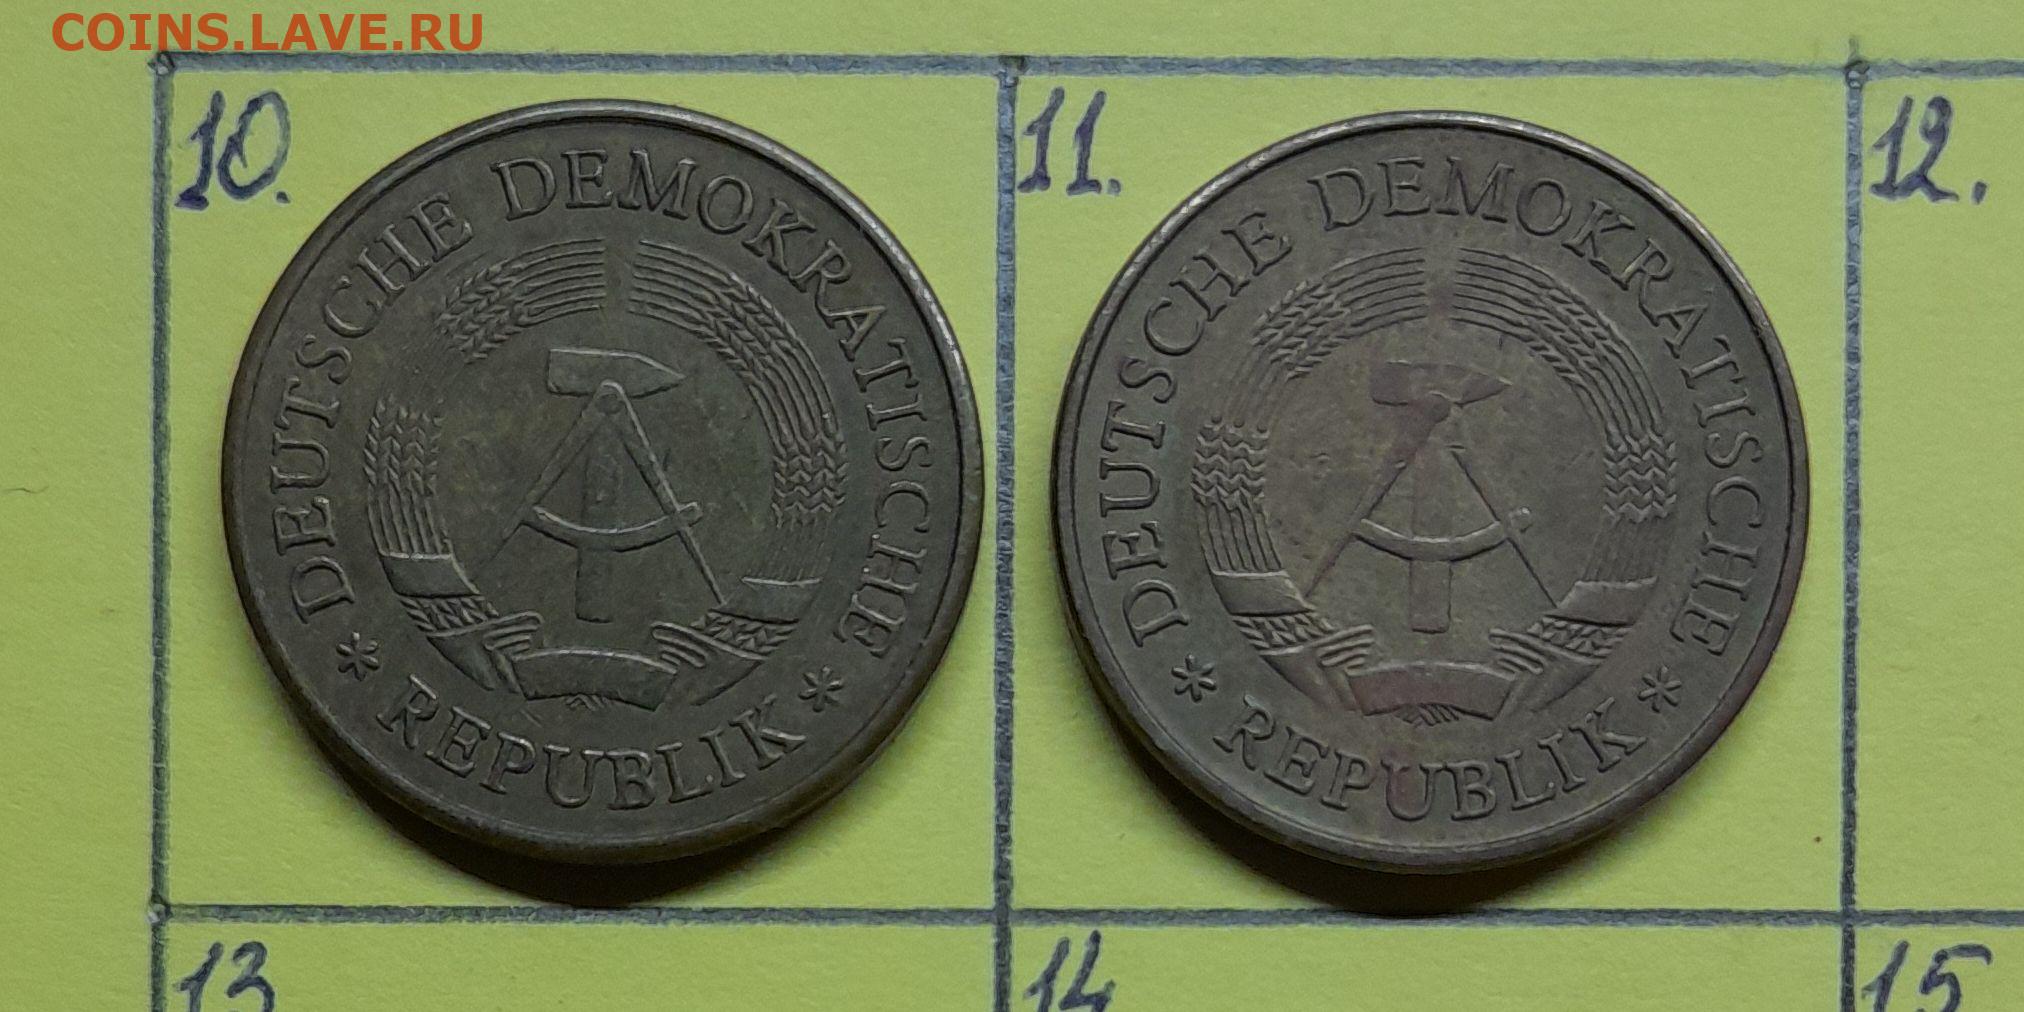 COINS.LAVE.RU
10.
11.
12.
* DEUTSCHE DEMOKRATISCHE *
REPUBLIK
* DEUTSCHE DEMOKRATISCHE *
REPUBLIK
13
14
15